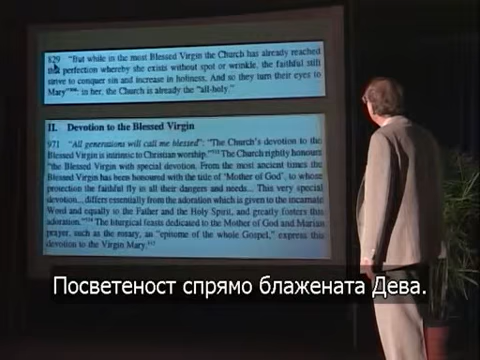 829 "But while in the most Blessed Virgin the Church has already reached
that perfection whereby she exists without spot or wrinkle, the faithful still
strive to conquer sin and increase in holiness. And so they turn their eyes to
Mary": in her, the Church is already the "all-holy."
II. Devotion to the Blessed Virgin
971 "All generations will call me blessed": "The Church's devotion to the
Blessed Virgin is intrinsic to Christian worship." The Church rightly honours
"the Blessed Virgin with special devotion. From the most ancient times the
Blessed Virgin has been honoured with the title of 'Mother of God', to whose
protection the faithful fly in all their dangers and needs... This very special
devotion... differs essentially from the adoration which is given to the incarnate
Word and equally to the Father and the Holy Spirit, and greatly fosters this
adoration." The liturgical feasts dedicated to the Mother of God and Marian
prayer, such as the rosary, an "epitome of the whole Gospel," express this
devotion to the Virgin Mary.
Посветеност спрямо блажената Дева.